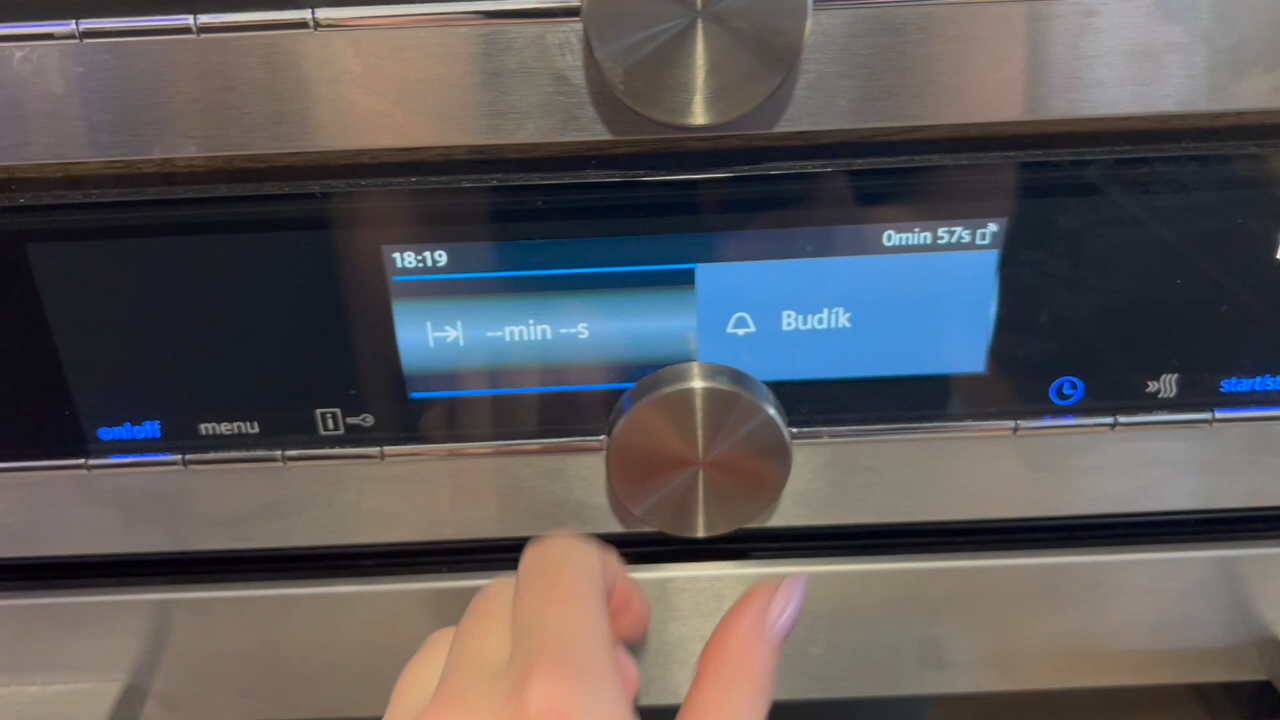 18:19
0min 57s
--min --s
Budík
on/off
menu
i
start/st